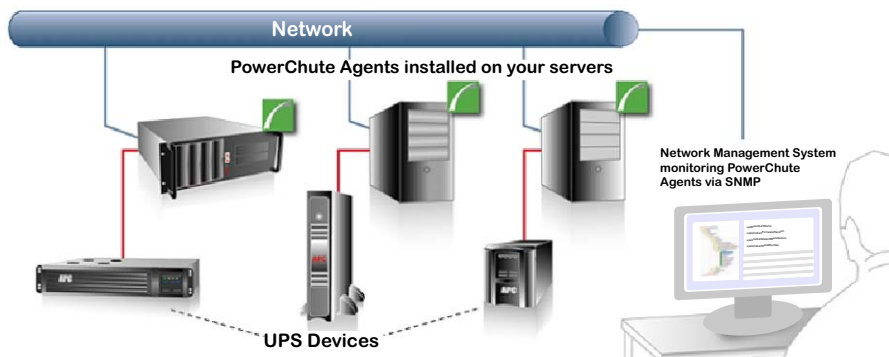 Network
PowerChute Agents installed on your servers
Network Management System
monitoring PowerChute
Agents via SNMP
APC
APC
APC
UPS Devices